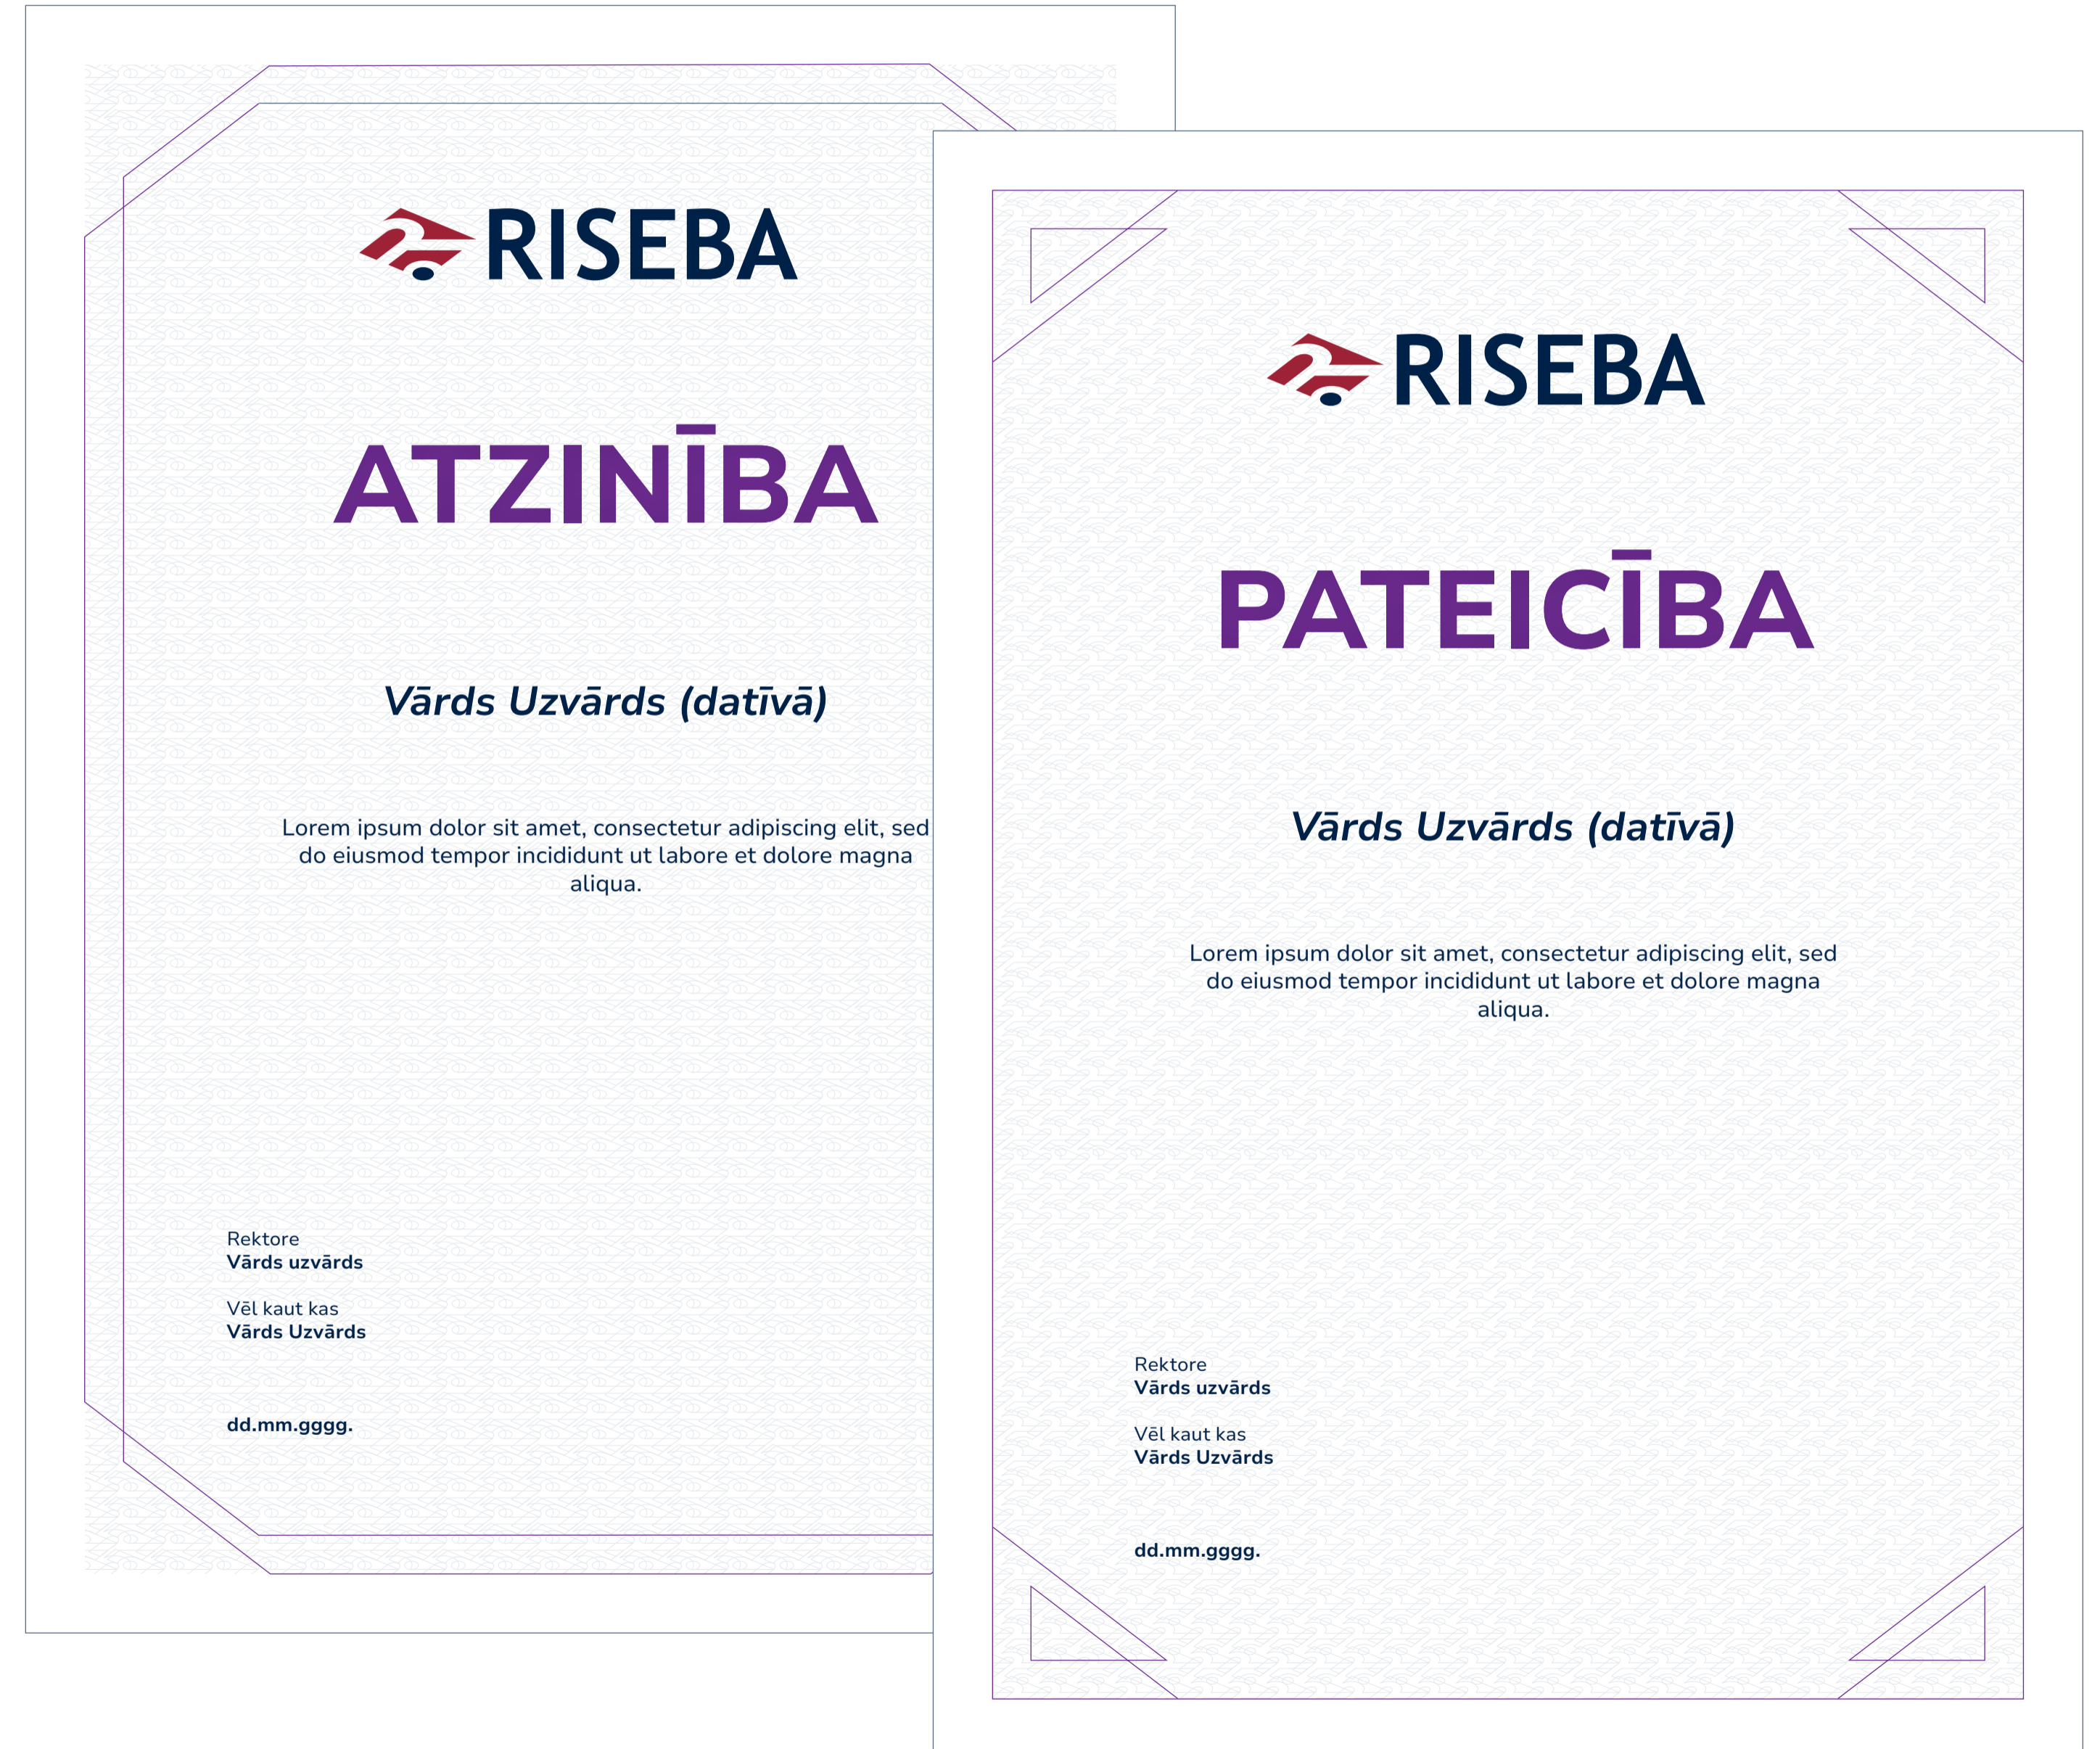 RISEBA
ATZINĪBA
Vārds Uzvārds (datīvā)
Lorem ipsum dolor sit amet, consectetur adipiscing elit, sed
do eiusmod tempor incididunt ut labore et dolore magna
aliqua.
Rektore
Vārds uzvārds
Vēl kaut kas
Vārds Uzvārds
dd.mm.gggg.
RISEBA
PATEICĪBA
Vārds Uzvārds (datīvā)
Lorem ipsum dolor sit amet, consectetur adipiscing elit, sed
do eiusmod tempor incididunt ut labore et dolore magna
aliqua.
Rektore
Vārds uzvārds
Vēl kaut kas
Vārds Uzvārds
dd.mm.gggg.